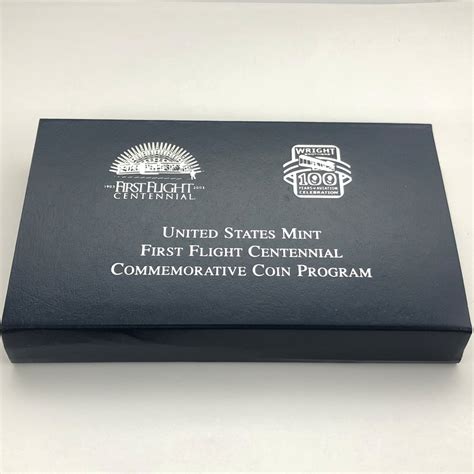 1903 2003
FIRST FLIGHT
CENTENNIAL
WRIGHT
100
YEARS OF AVIATION
CELEBRATION
UNITED STATES MINT
FIRST FLIGHT CENTENNIAL
COMMEMORATIVE COIN PROGRAM